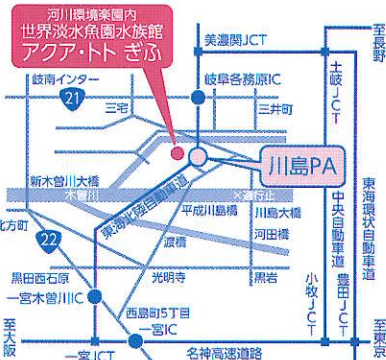 河川環境楽園内
世界淡水魚園水族館
アクア・トト ぎふ
美濃関JCT
至長野
岐南インター
21
岐阜各務原IC
三宅
三井町
土岐JCT
川島PA
新木曽川大橋
木曽川
東海北陸自動車道
平成川島橋
川島大橋
河田橋
中央自動車道
東海環状自動車道
北方町
22
渡橋
黒田西石原
光明寺
黒岩
一宮木曽川IC
小牧JCT
豊田JCT
西島町5丁目
一宮IC
至大阪
一宮JCT
名神高速道路
至東京